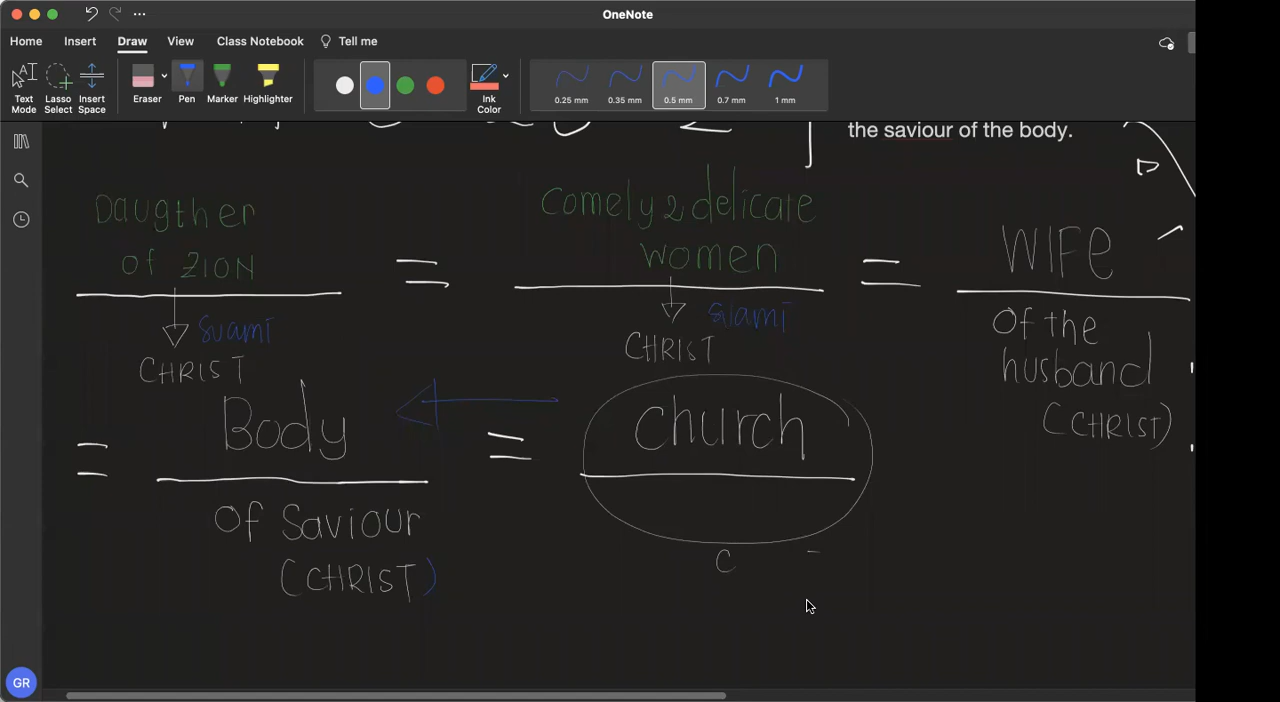 OneNote
Home Insert Draw View Class Notebook Tell me
Text Mode
Lasso Select
Insert Space
Eraser
Pen
Marker
Highlighter
Ink Color
0.25 mm
0.35 mm
0.5 mm
0.7 mm
1 mm
the saviour of the body.
Daugther
of ZION
=
Comely & delicate
women
=
WIFE
CHRIST
CHRIST
Of the
husband
(CHRIST)
=
Body
=
Church
Of Saviour
(CHRIST)
C
GR